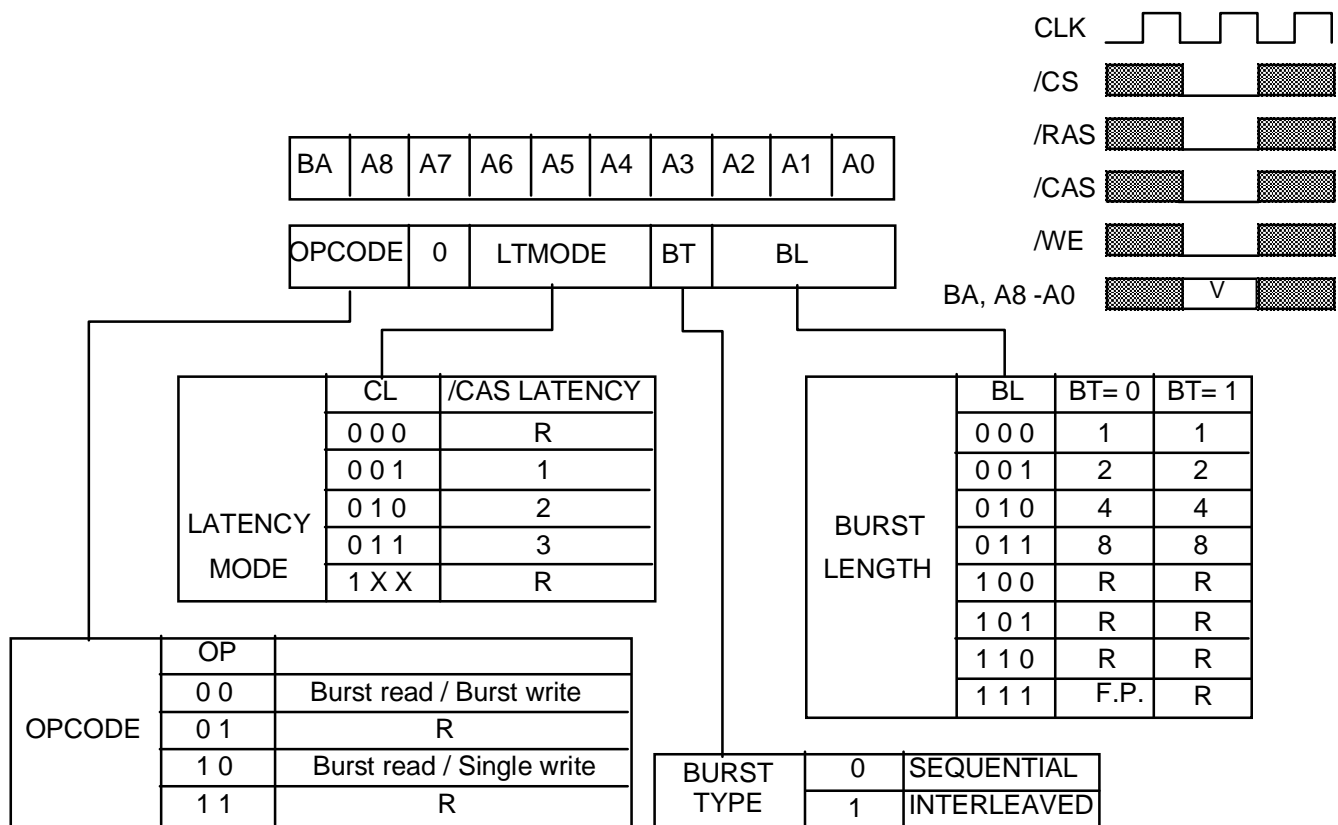 CLK
/CS
/RAS
/CAS
/WE
BA, A8 -A0 V
BA A8 A7 A6 A5 A4 A3 A2 A1 A0
OPCODE 0 LTMODE BT BL
LATENCY
MODE
CL /CAS LATENCY
0 0 0 R
0 0 1 1
0 1 0 2
0 1 1 3
1 X X R
BURST
LENGTH
BL BT= 0 BT= 1
0 0 0 1 1
0 0 1 2 2
0 1 0 4 4
0 1 1 8 8
1 0 0 R R
1 0 1 R R
1 1 0 R R
1 1 1 F.P. R
OPCODE
OP
0 0 Burst read / Burst write
0 1 R
1 0 Burst read / Single write
1 1 R
BURST
TYPE
0 SEQUENTIAL
1 INTERLEAVED